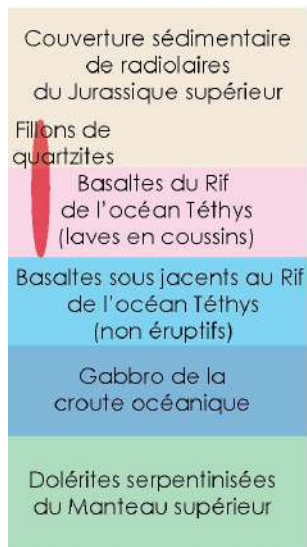 Couverture sédimentaire
de radiolaires
du Jurassique supérieur
Fillons de
quartzites
Basaltes du Rif
de l'océan Téthys
(laves en coussins)
Basaltes sous jacents au Rif
de l'océan Téthys
(non éruptifs)
Gabbro de la
croute océanique
Dolérites serpentinisées
du Manteau supérieur